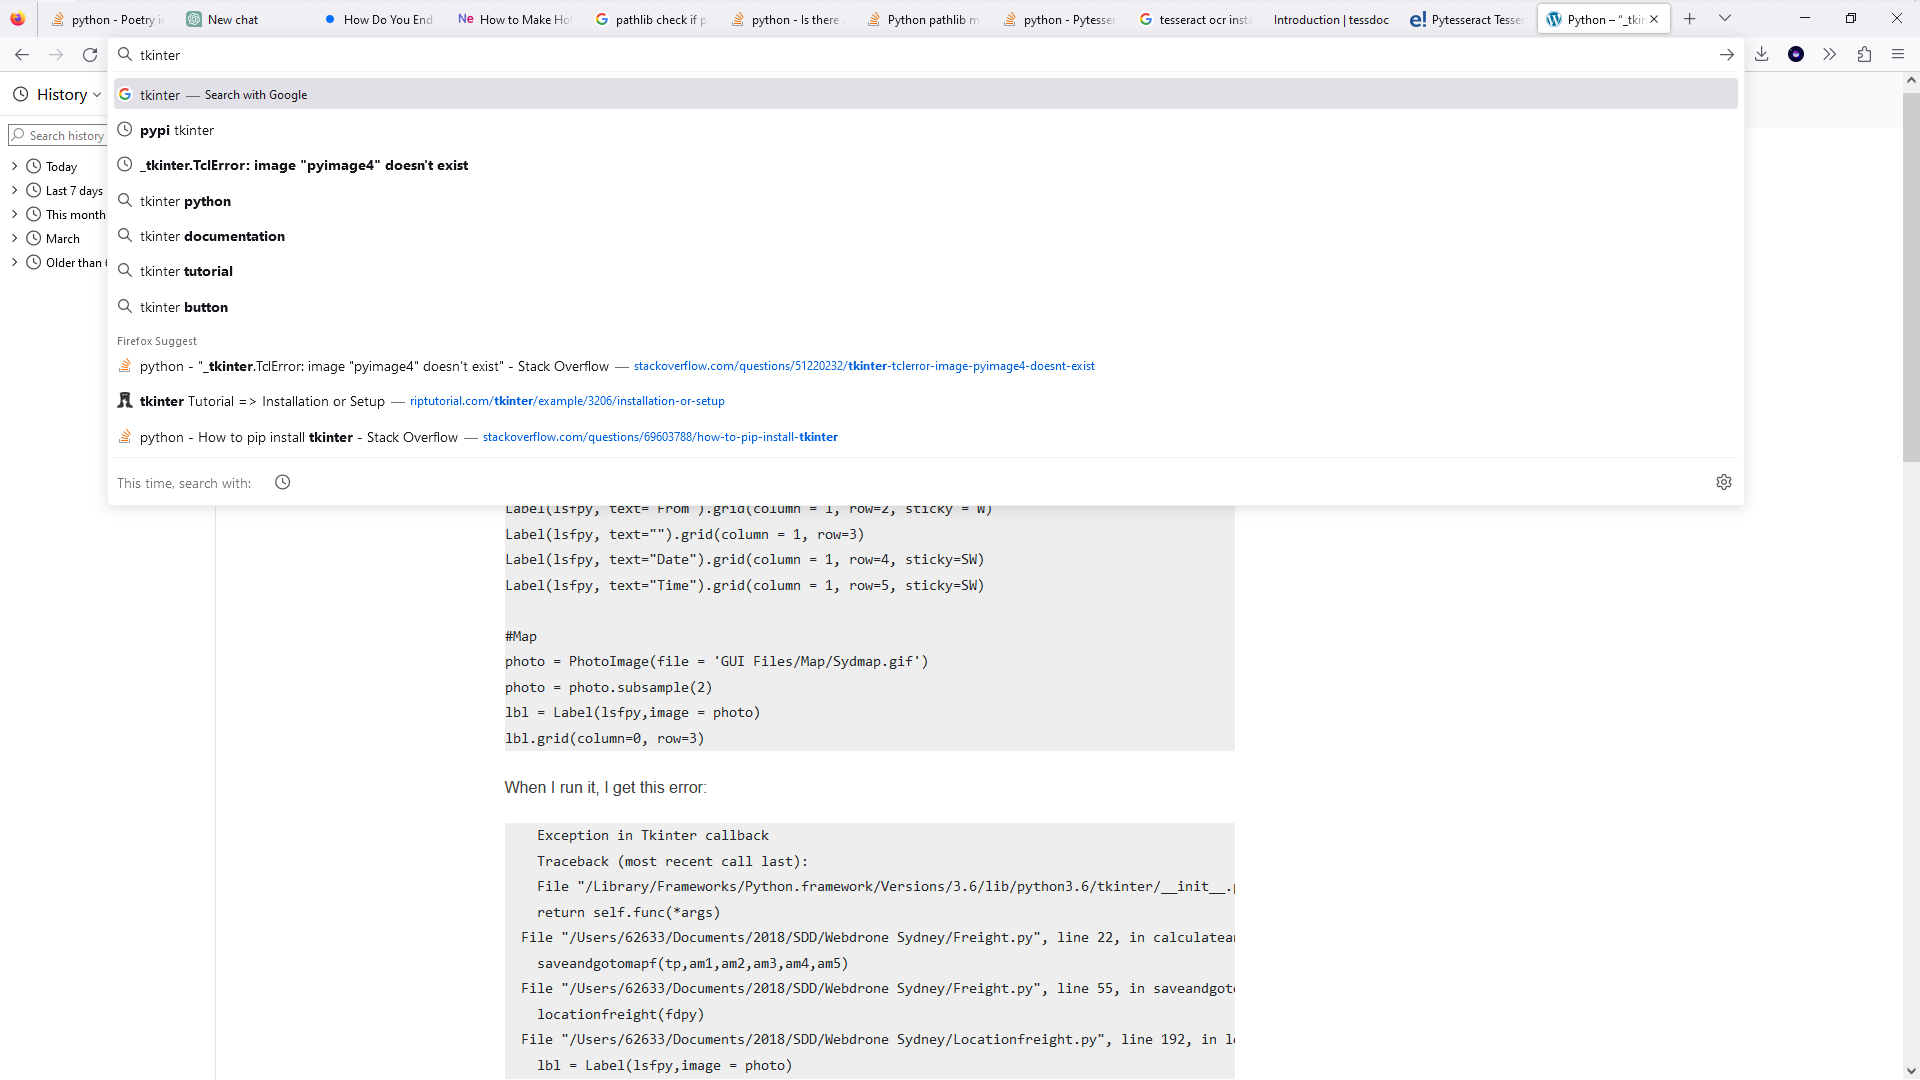 python - Poetry in
New chat
How Do You End
Ne How to Make Hot
pathlib check if p
python - Is there
Python pathlib m
python - Pytesser
tesseract ocr insta
Introduction | tessdoc
e! Pytesseract Tesser
Python – “_tkin
tkinter
History
tkinter — Search with Google
Search history
pypi tkinter
_tkinter.TclError: image "pyimage4" doesn't exist
Today
Last 7 days
tkinter python
This month
tkinter documentation
March
Older than 6
tkinter tutorial
tkinter button
Firefox Suggest
python - "_tkinter.TclError: image "pyimage4" doesn't exist" - Stack Overflow — stackoverflow.com/questions/51220232/tkinter-tclerror-image-pyimage4-doesnt-exist
tkinter Tutorial => Installation or Setup — riptutorial.com/tkinter/example/3206/installation-or-setup
python - How to pip install tkinter - Stack Overflow — stackoverflow.com/questions/69603788/how-to-pip-install-tkinter
This time, search with:
Label(lsfpy, text="From").grid(column = 1, row=2, sticky = W)
Label(lsfpy, text="").grid(column = 1, row=3)
Label(lsfpy, text="Date").grid(column = 1, row=4, sticky=SW)
Label(lsfpy, text="Time").grid(column = 1, row=5, sticky=SW)
#Map
photo = PhotoImage(file = 'GUI Files/Map/Sydmap.gif')
photo = photo.subsample(2)
lbl = Label(lsfpy,image = photo)
lbl.grid(column=0, row=3)
When I run it, I get this error:
Exception in Tkinter callback
Traceback (most recent call last):
File "/Library/Frameworks/Python.framework/Versions/3.6/lib/python3.6/tkinter/__init__.p
return self.func(*args)
File "/Users/62633/Documents/2018/SDD/Webdrone Sydney/Freight.py", line 22, in calculatean
saveandgotomapf(tp,am1,am2,am3,am4,am5)
File "/Users/62633/Documents/2018/SDD/Webdrone Sydney/Freight.py", line 55, in saveandgoto
locationfreight(fdpy)
File "/Users/62633/Documents/2018/SDD/Webdrone Sydney/Locationfreight.py", line 192, in lo
lbl = Label(lsfpy,image = photo)